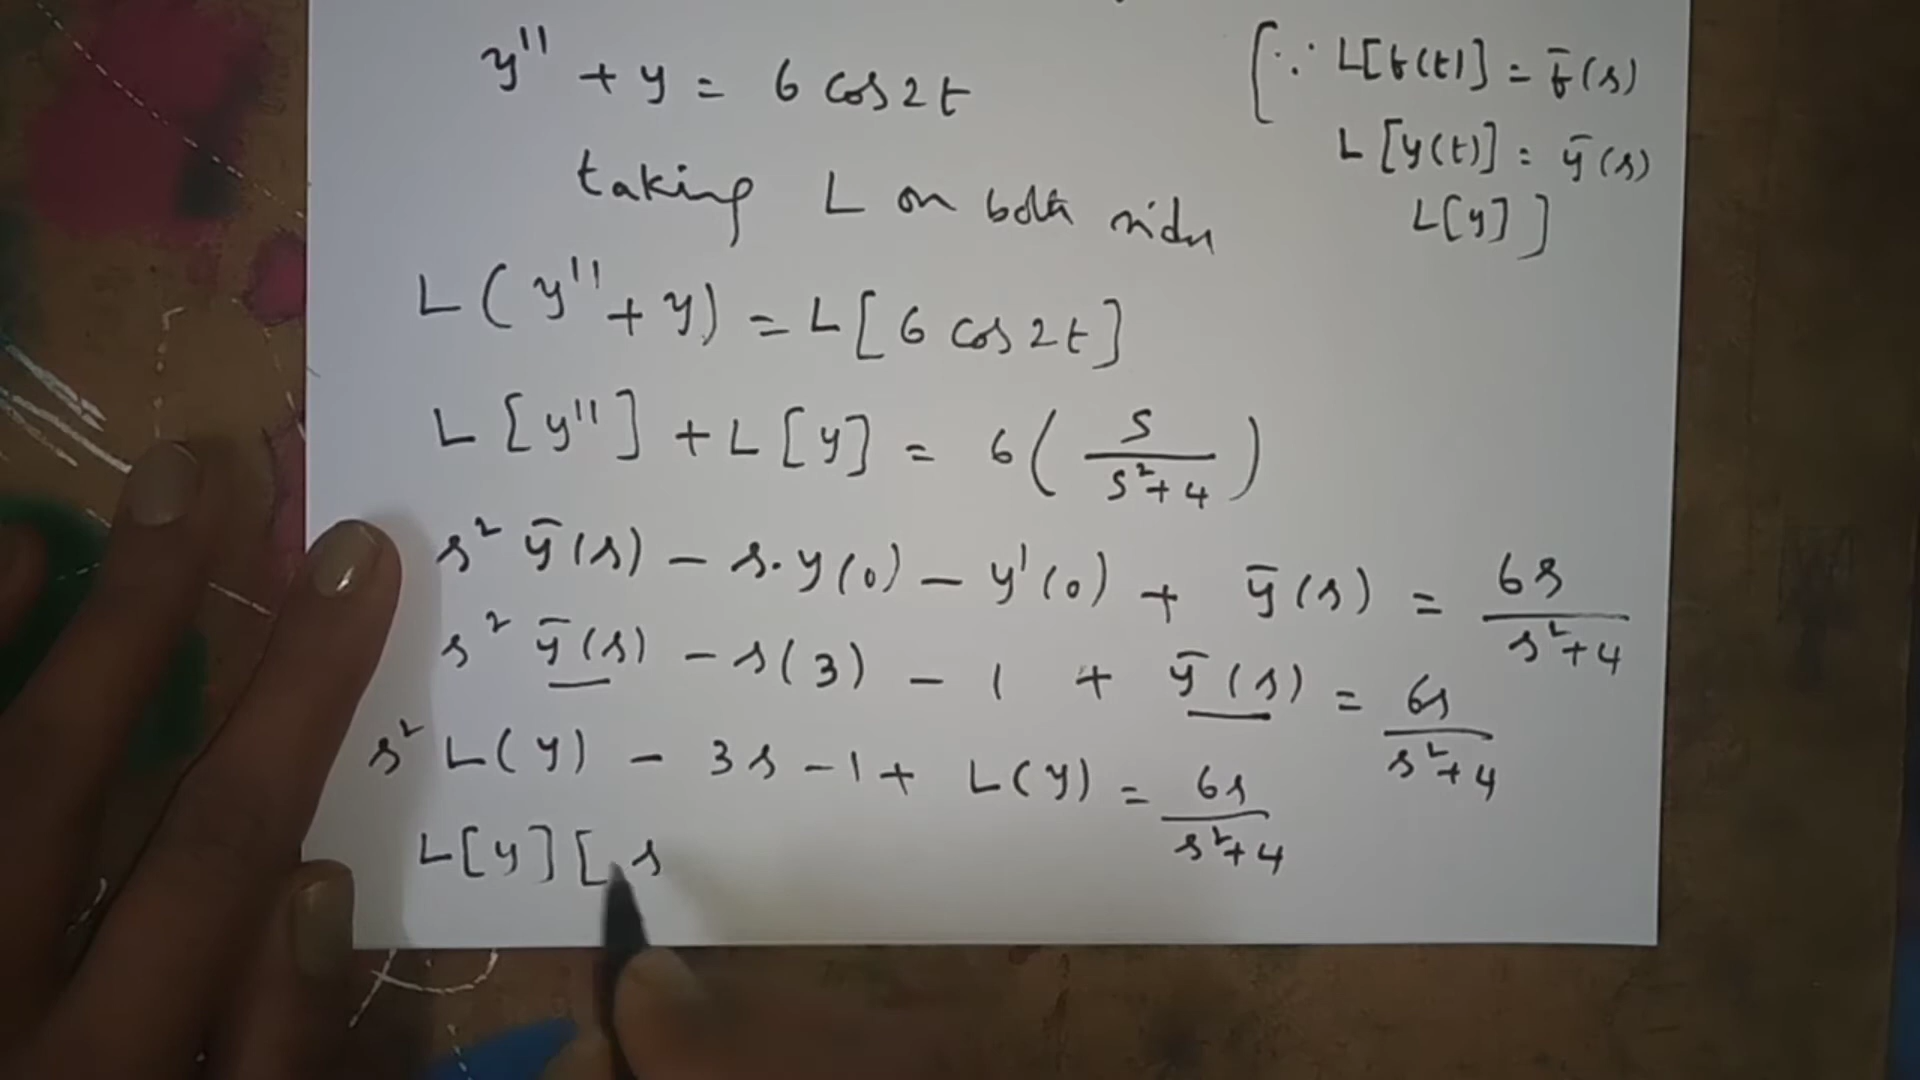 y'' + y = 6 cos 2t
[∵ L[f(t)] = f̄(s)
L[y(t)] = ȳ(s)
L[y]]
taking L on both sides
L(y'' + y) = L[6 cos 2t]
L[y''] + L[y] = 6(s/(s²+4))
s² ȳ(s) - s.y(0) - y'(0) + ȳ(s) = 6s/(s²+4)
s² ȳ(s) - s(3) - 1 + ȳ(s) = 6s/(s²+4)
s² L(y) - 3s - 1 + L(y) = 6s/(s²+4)
L[y][s